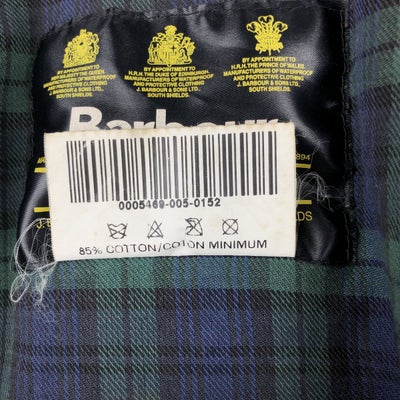 BY APPOINTMENT TO
HER MAJESTY THE QUEEN
MANUFACTURERS OF WATERPROOF
AND PROTECTIVE CLOTHING
J. BARBOUR & SONS LTD.
SOUTH SHIELDS.
BY APPOINTMENT TO
H.R.H. THE DUKE OF EDINBURGH,
MANUFACTURERS OF WATERPROOF
AND PROTECTIVE CLOTHING
J. BARBOUR & SONS LTD.
SOUTH SHIELDS.
BY APPOINTMENT TO
H.R.H. THE PRINCE OF WALES,
MANUFACTURERS OF WATERPROOF
AND PROTECTIVE CLOTHING
J. BARBOUR & SONS LTD.
SOUTH SHIELDS.
Barbour
1894
0005469-005-0152
85% COTTON/COTON MINIMUM